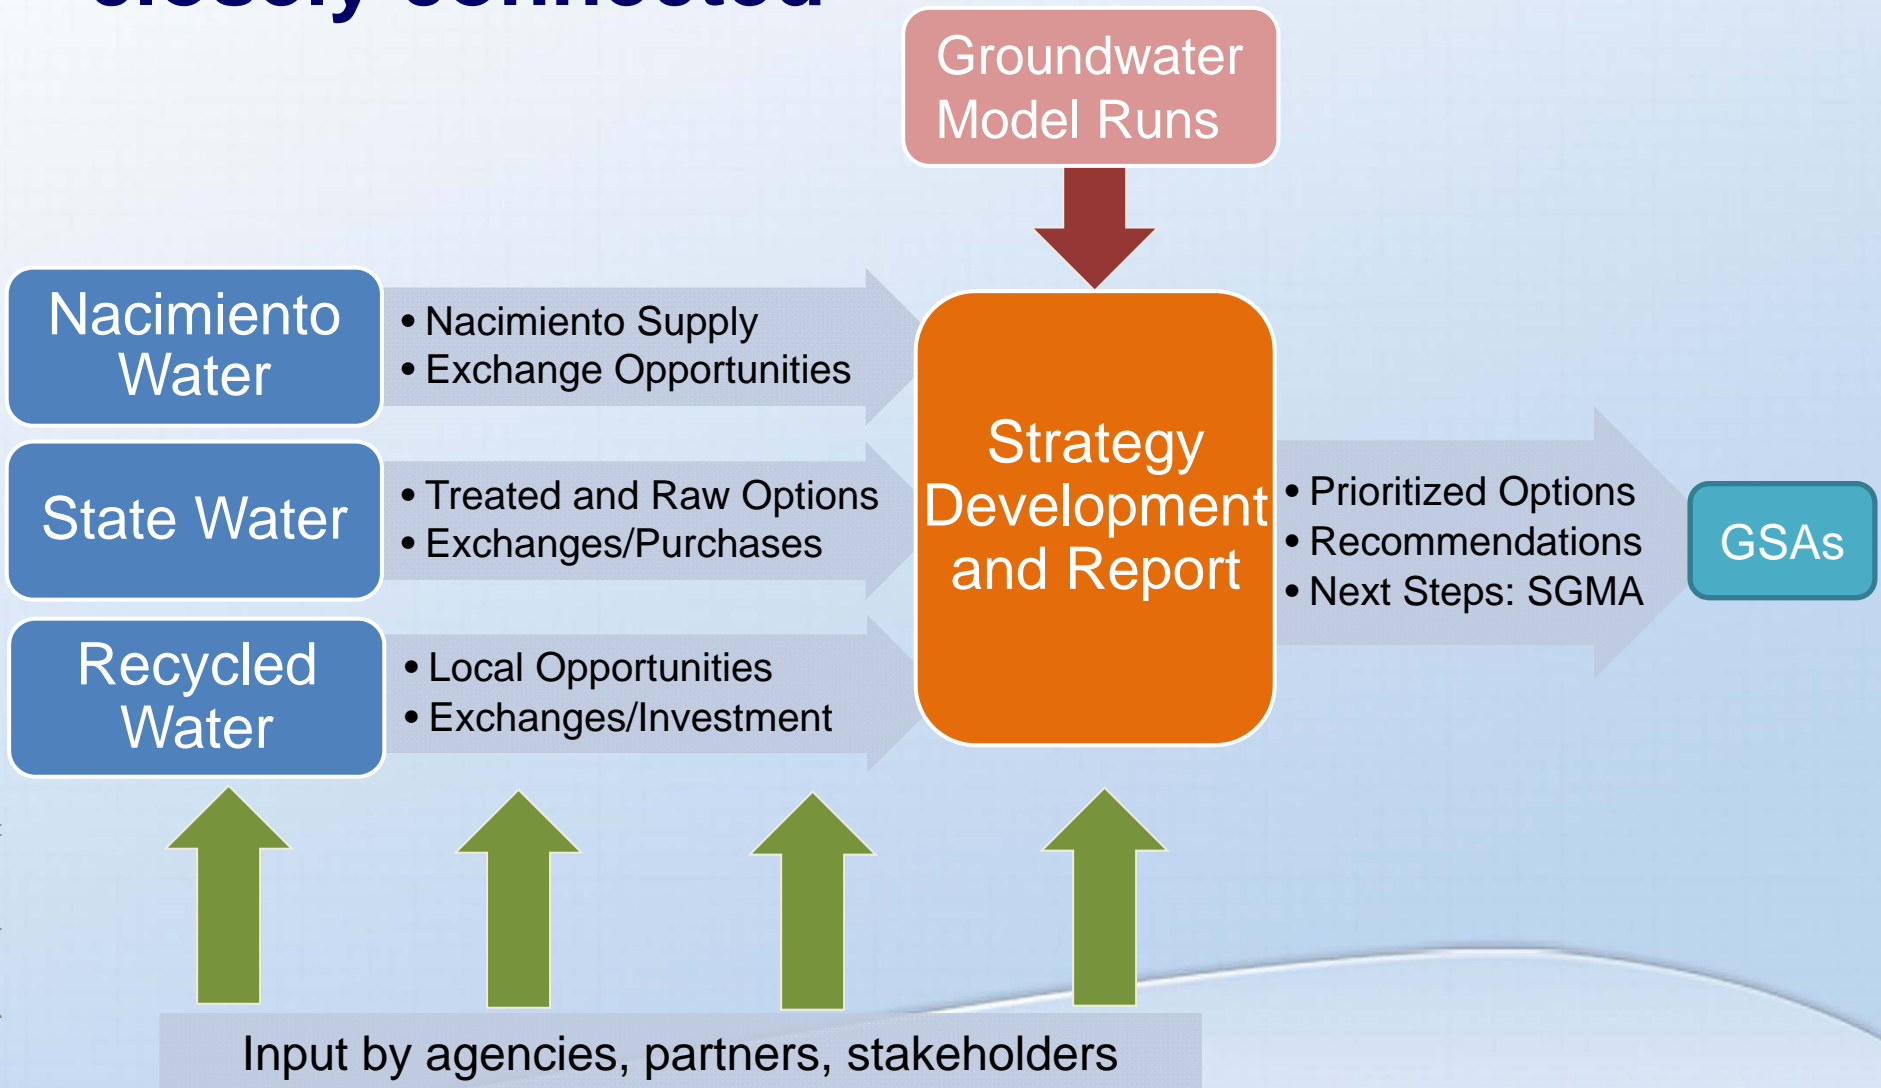 closely connected
Groundwater
Model Runs
Nacimiento
Water
• Nacimiento Supply
• Exchange Opportunities
State Water
• Treated and Raw Options
• Exchanges/Purchases
Recycled
Water
• Local Opportunities
• Exchanges/Investment
Strategy
Development
and Report
• Prioritized Options
• Recommendations
• Next Steps: SGMA
GSAs
Input by agencies, partners, stakeholders